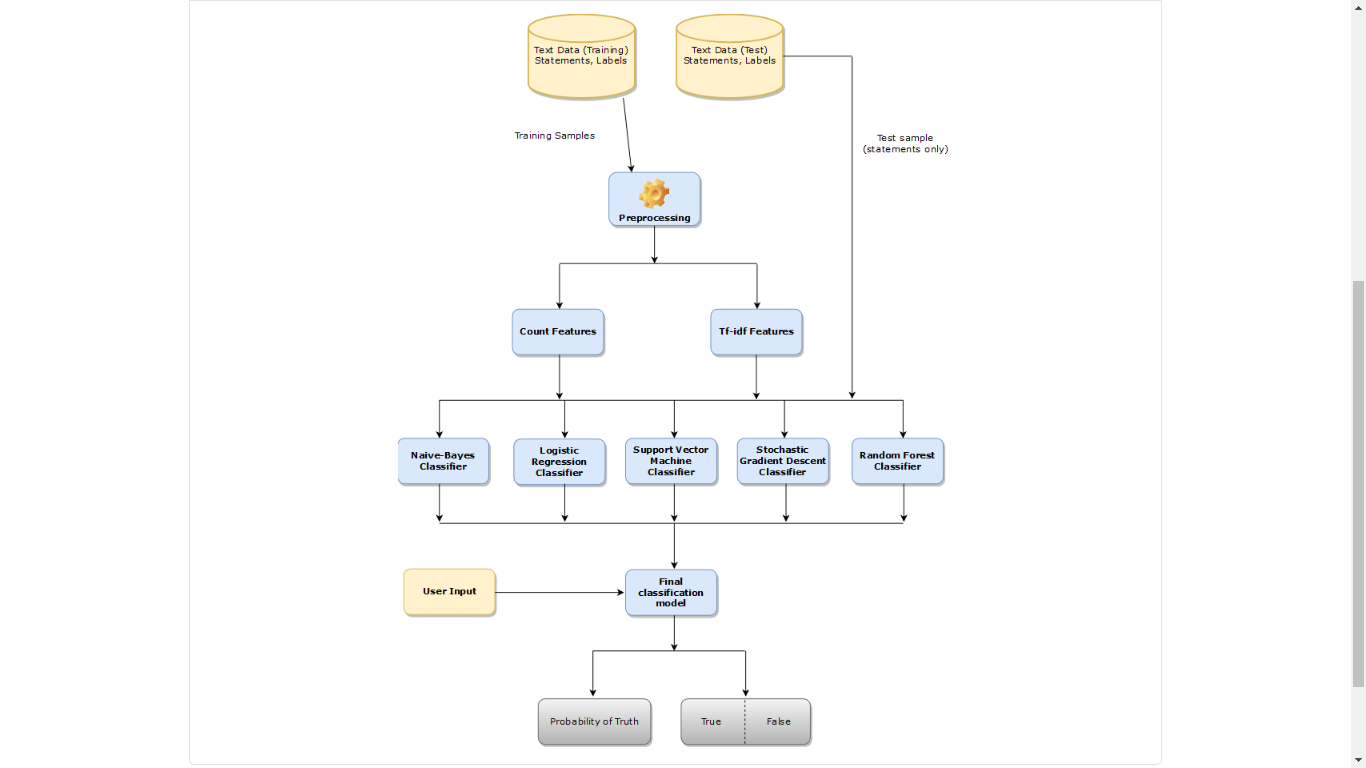 Text Data (Training)
Statements, Labels
Text Data (Test)
Statements, Labels
Training Samples
Test sample
(statements only)
Preprocessing
Count Features
Tf-idf Features
Naive-Bayes
Classifier
Logistic
Regression
Classifier
Support Vector
Machine
Classifier
Stochastic
Gradient Descent
Classifier
Random Forest
Classifier
User Input
Final
classification
model
Probability of Truth
True
False